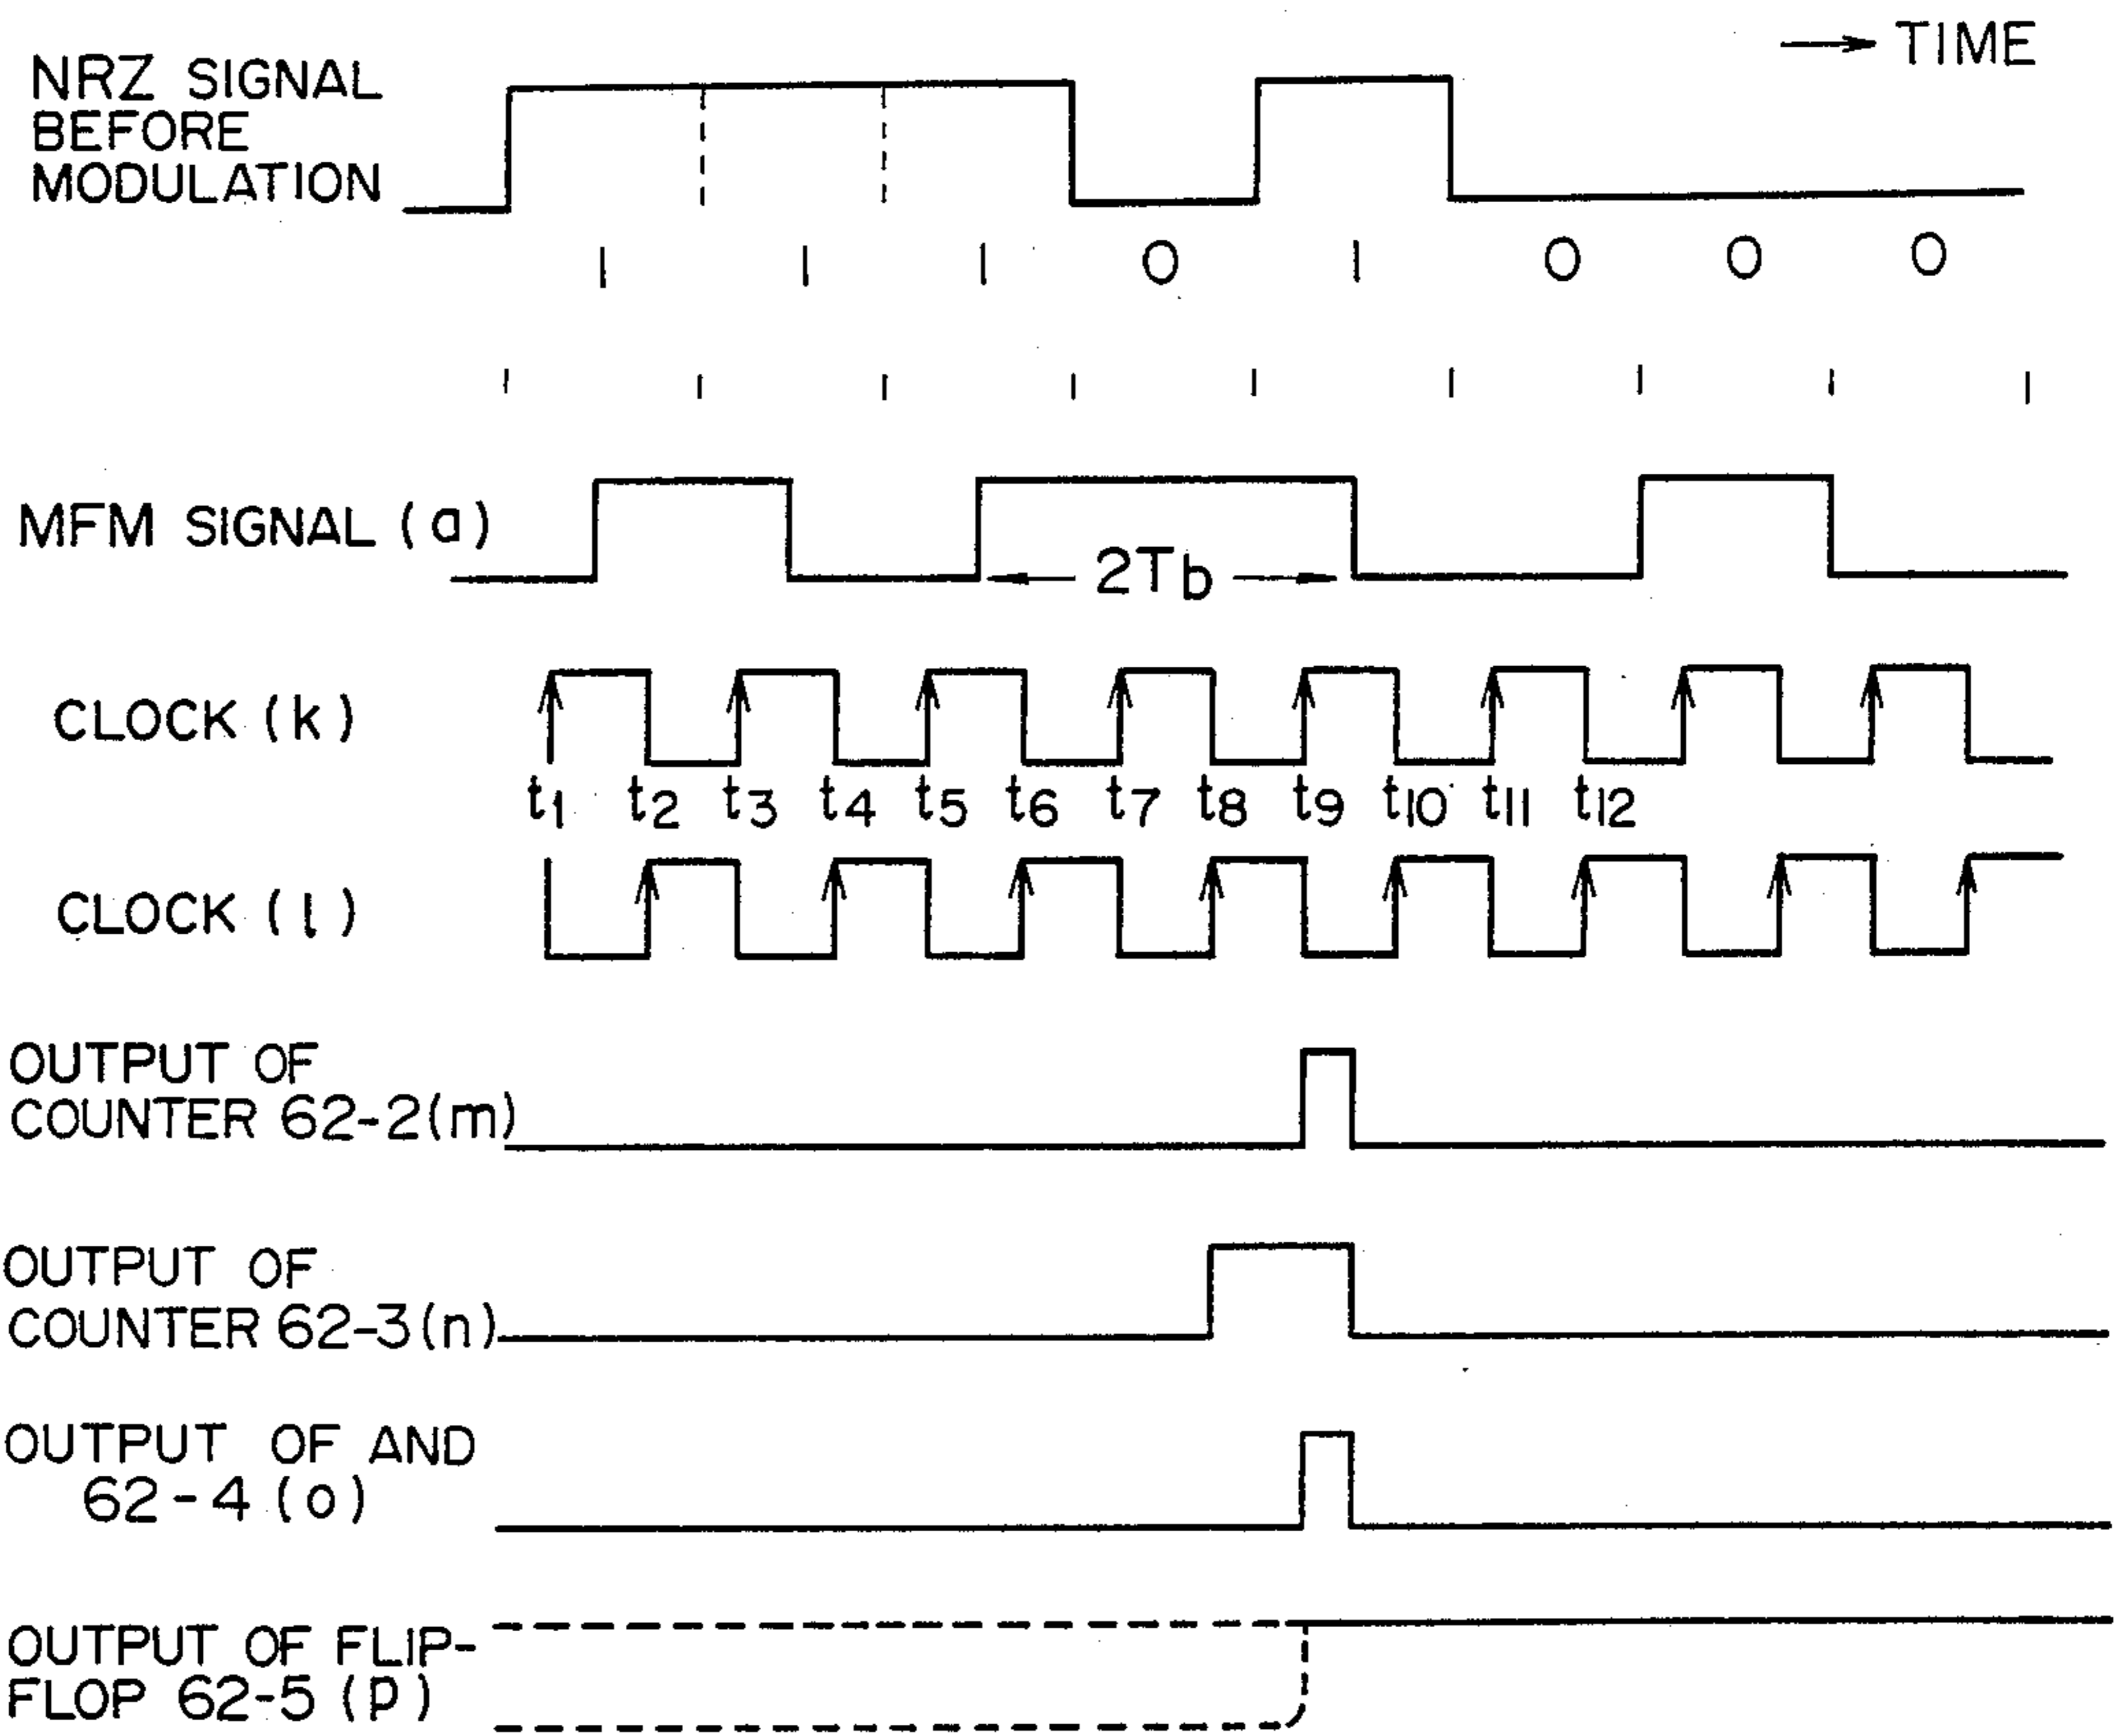 → TIME
NRZ SIGNAL
BEFORE
MODULATION
1 1 1 0 1 0 0 0
MFM SIGNAL (a)
2Tb
CLOCK (k)
t1 t2 t3 t4 t5 t6 t7 t8 t9 t10 t11 t12
CLOCK (l)
OUTPUT OF
COUNTER 62-2(m)
OUTPUT OF
COUNTER 62-3(n)
OUTPUT OF AND
62-4 (o)
OUTPUT OF FLIP-
FLOP 62-5 (p)